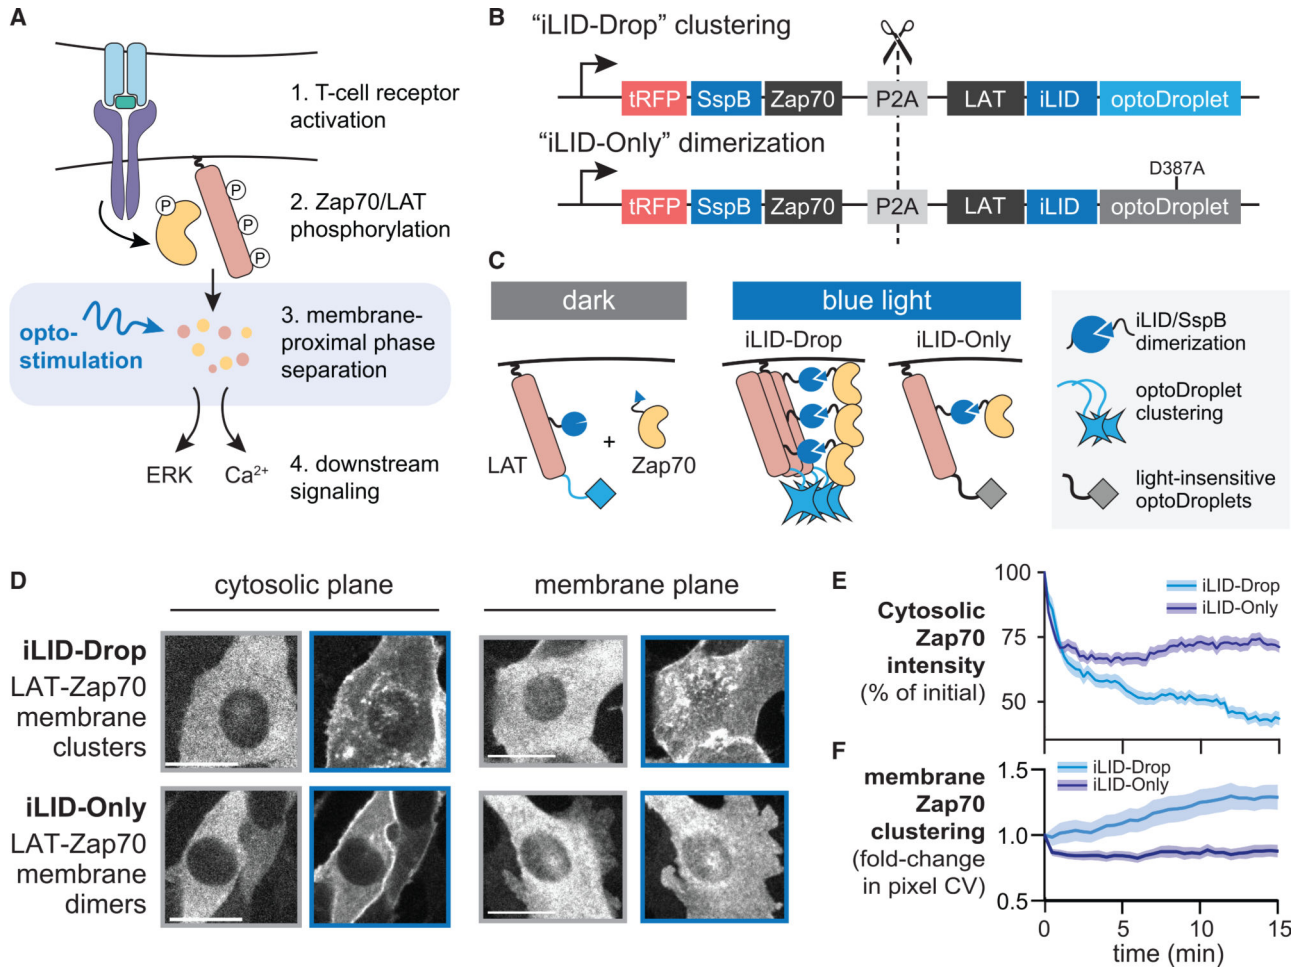 A
1. T-cell receptor
activation
P
P
P
P
2. Zap70/LAT
phosphorylation
opto-
stimulation
3. membrane-
proximal phase
separation
ERK
Ca²⁺
4. downstream
signaling
B
“iLID-Drop” clustering
tRFP
SspB
Zap70
P2A
LAT
iLID
optoDroplet
“iLID-Only” dimerization
D387A
tRFP
SspB
Zap70
P2A
LAT
iLID
optoDroplet
C
dark
blue light
iLID-Drop
iLID-Only
LAT
+
Zap70
iLID/SspB
dimerization
optoDroplet
clustering
light-insensitive
optoDroplets
D
cytosolic plane
membrane plane
iLID-Drop
LAT-Zap70
membrane
clusters
iLID-Only
LAT-Zap70
membrane
dimers
E
Cytosolic
Zap70
intensity
(% of initial)
100
75
50
iLID-Drop
iLID-Only
F
membrane
Zap70
clustering
(fold-change
in pixel CV)
1.5
1.0
0.5
iLID-Drop
iLID-Only
0
5
10
15
time (min)